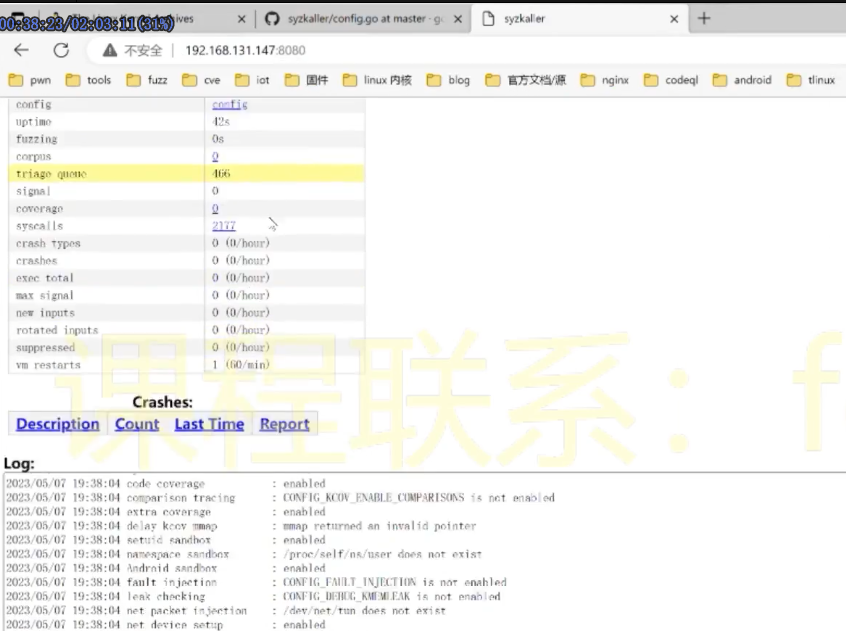 00:38:23/02:03:11(31%)
hives
syzkaller/config.go at master · go
syzkaller
不安全
192.168.131.147:8080
pwn
tools
fuzz
cve
iot
固件
linux 内核
blog
官方文档/源
nginx
codeql
android
tlinux
config config
uptime 42s
fuzzing 0s
corpus 0
triage queue 466
signal 0
coverage 0
syscalls 2177
crash types 0 (0/hour)
crashes 0 (0/hour)
exec total 0 (0/hour)
max signal 0 (0/hour)
new inputs 0 (0/hour)
rotated inputs 0 (0/hour)
suppressed 0 (0/hour)
vm restarts 1 (60/min)
课程联系：f
Crashes:
Description Count Last Time Report
Log:
2023/05/07 19:38:04 code coverage : enabled
2023/05/07 19:38:04 comparison tracing : CONFIG_KCOV_ENABLE_COMPARISONS is not enabled
2023/05/07 19:38:04 extra coverage : enabled
2023/05/07 19:38:04 delay kcov mmap : mmap returned an invalid pointer
2023/05/07 19:38:04 setuid sandbox : enabled
2023/05/07 19:38:04 namespace sandbox : /proc/self/ns/user does not exist
2023/05/07 19:38:04 Android sandbox : enabled
2023/05/07 19:38:04 fault injection : CONFIG_FAULT_INJECTION is not enabled
2023/05/07 19:38:04 leak checking : CONFIG_DEBUG_KMEMLEAK is not enabled
2023/05/07 19:38:04 net packet injection : /dev/net/tun does not exist
2023/05/07 19:38:04 net device setup : enabled